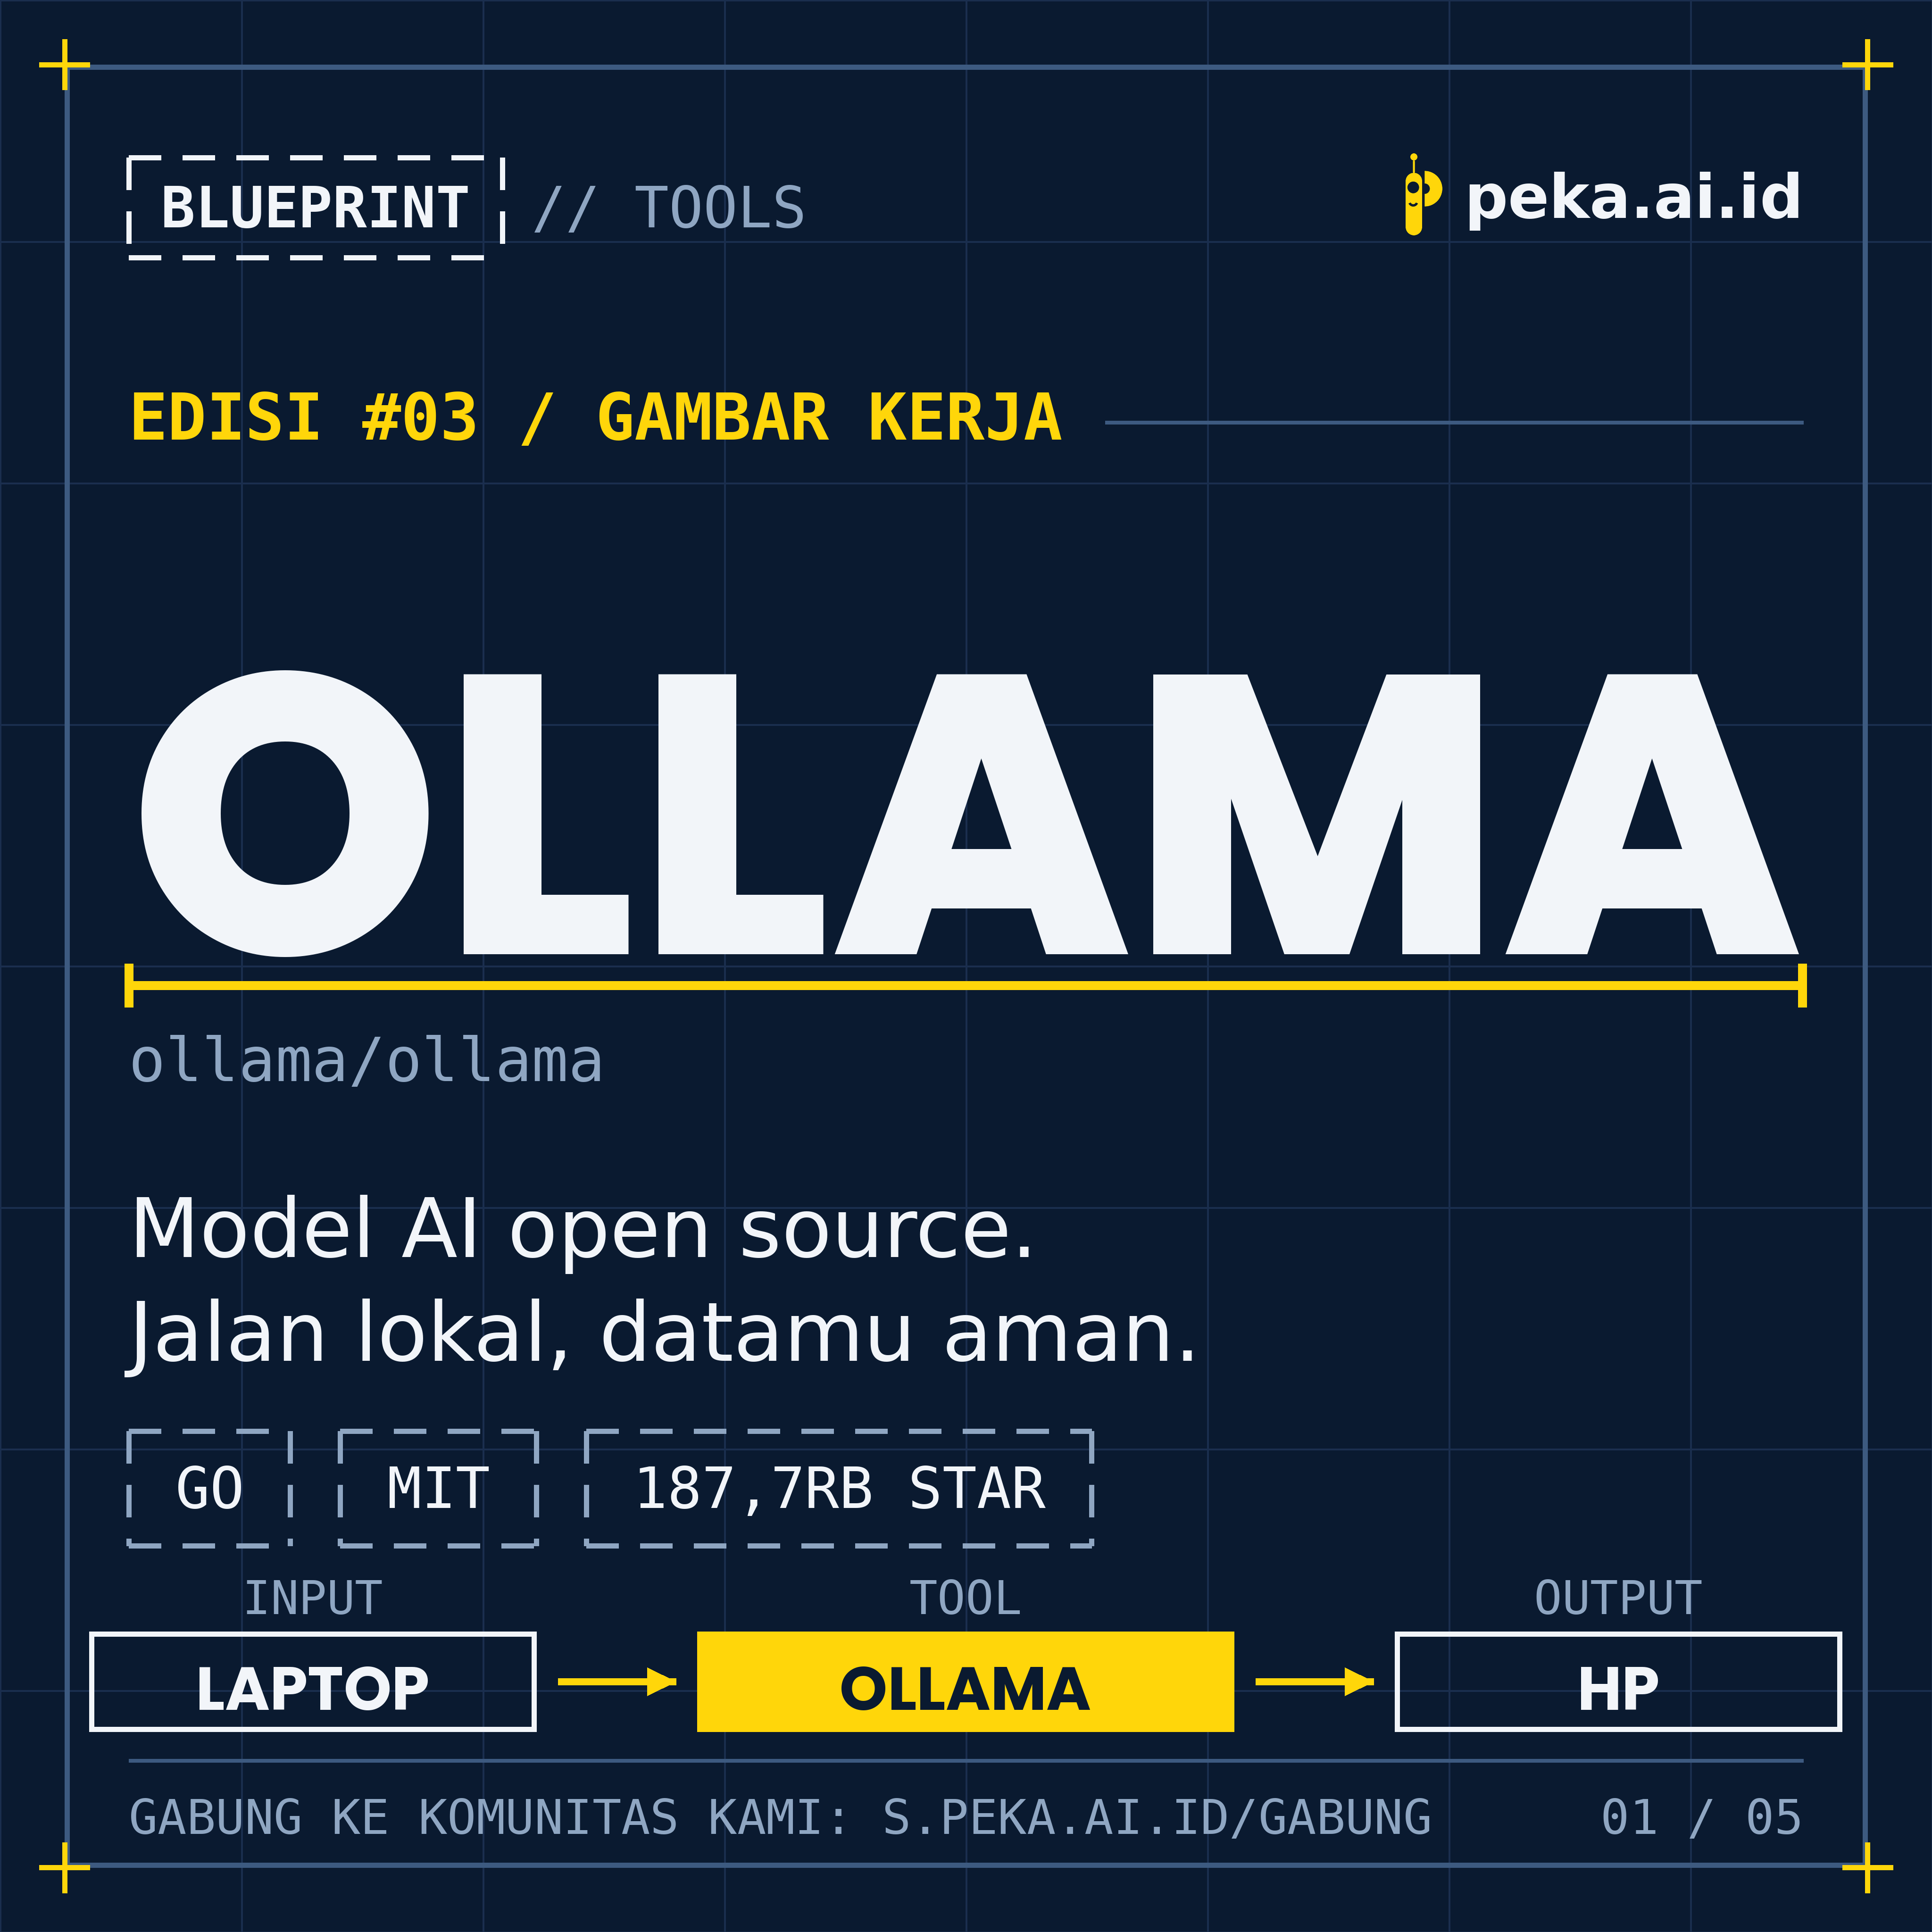 BLUEPRINT // TOOLS
peka.ai.id
EDISI #03 / GAMBAR KERJA
OLLAMA
ollama/ollama
Model AI open source.
Jalan lokal, datamu aman.
GO MIT 187,7RB STAR
INPUT TOOL OUTPUT
LAPTOP OLLAMA HP
GABUNG KE KOMUNITAS KAMI: S.PEKA.AI.ID/GABUNG 01 / 05